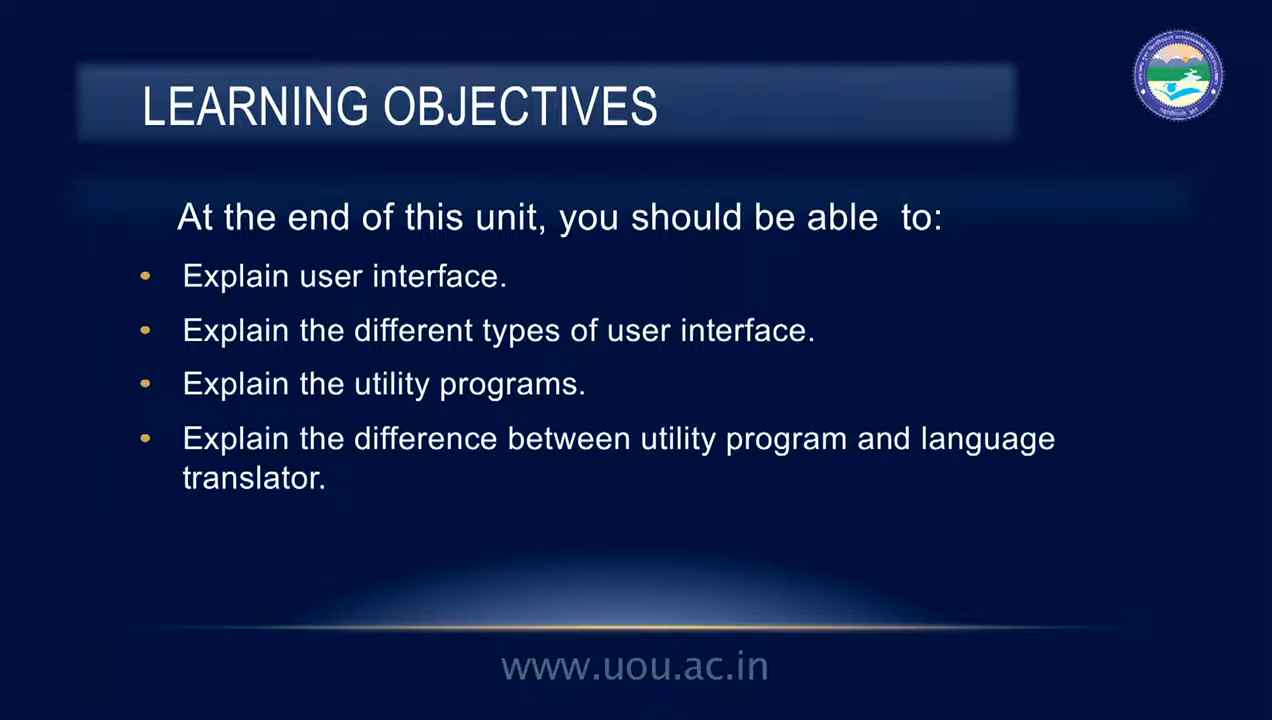 LEARNING OBJECTIVES
At the end of this unit, you should be able to:
• Explain user interface.
• Explain the different types of user interface.
• Explain the utility programs.
• Explain the difference between utility program and language
translator.
www.uou.ac.in